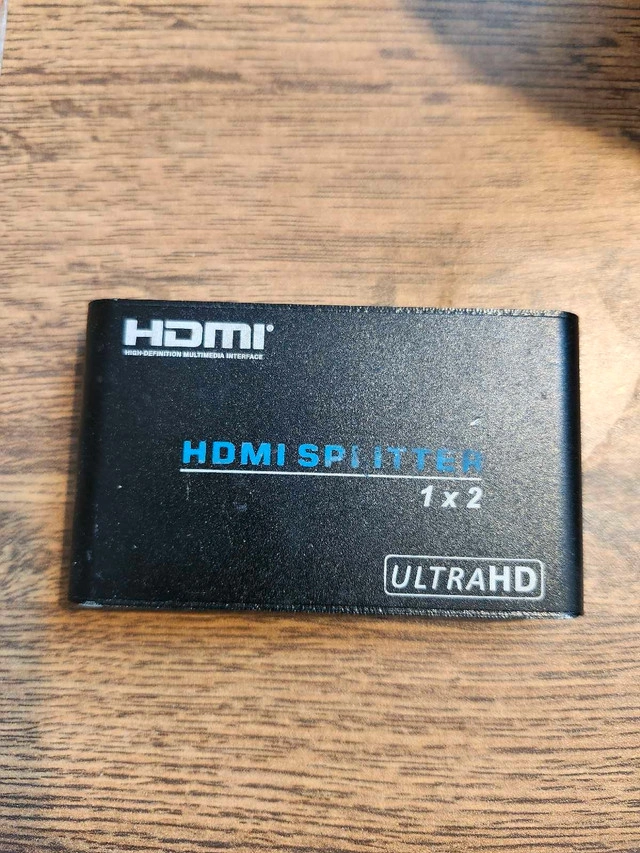 HDMI®
HIGH-DEFINITION MULTIMEDIA INTERFACE
HDMI SPLITTER
1 x 2
ULTRAHD